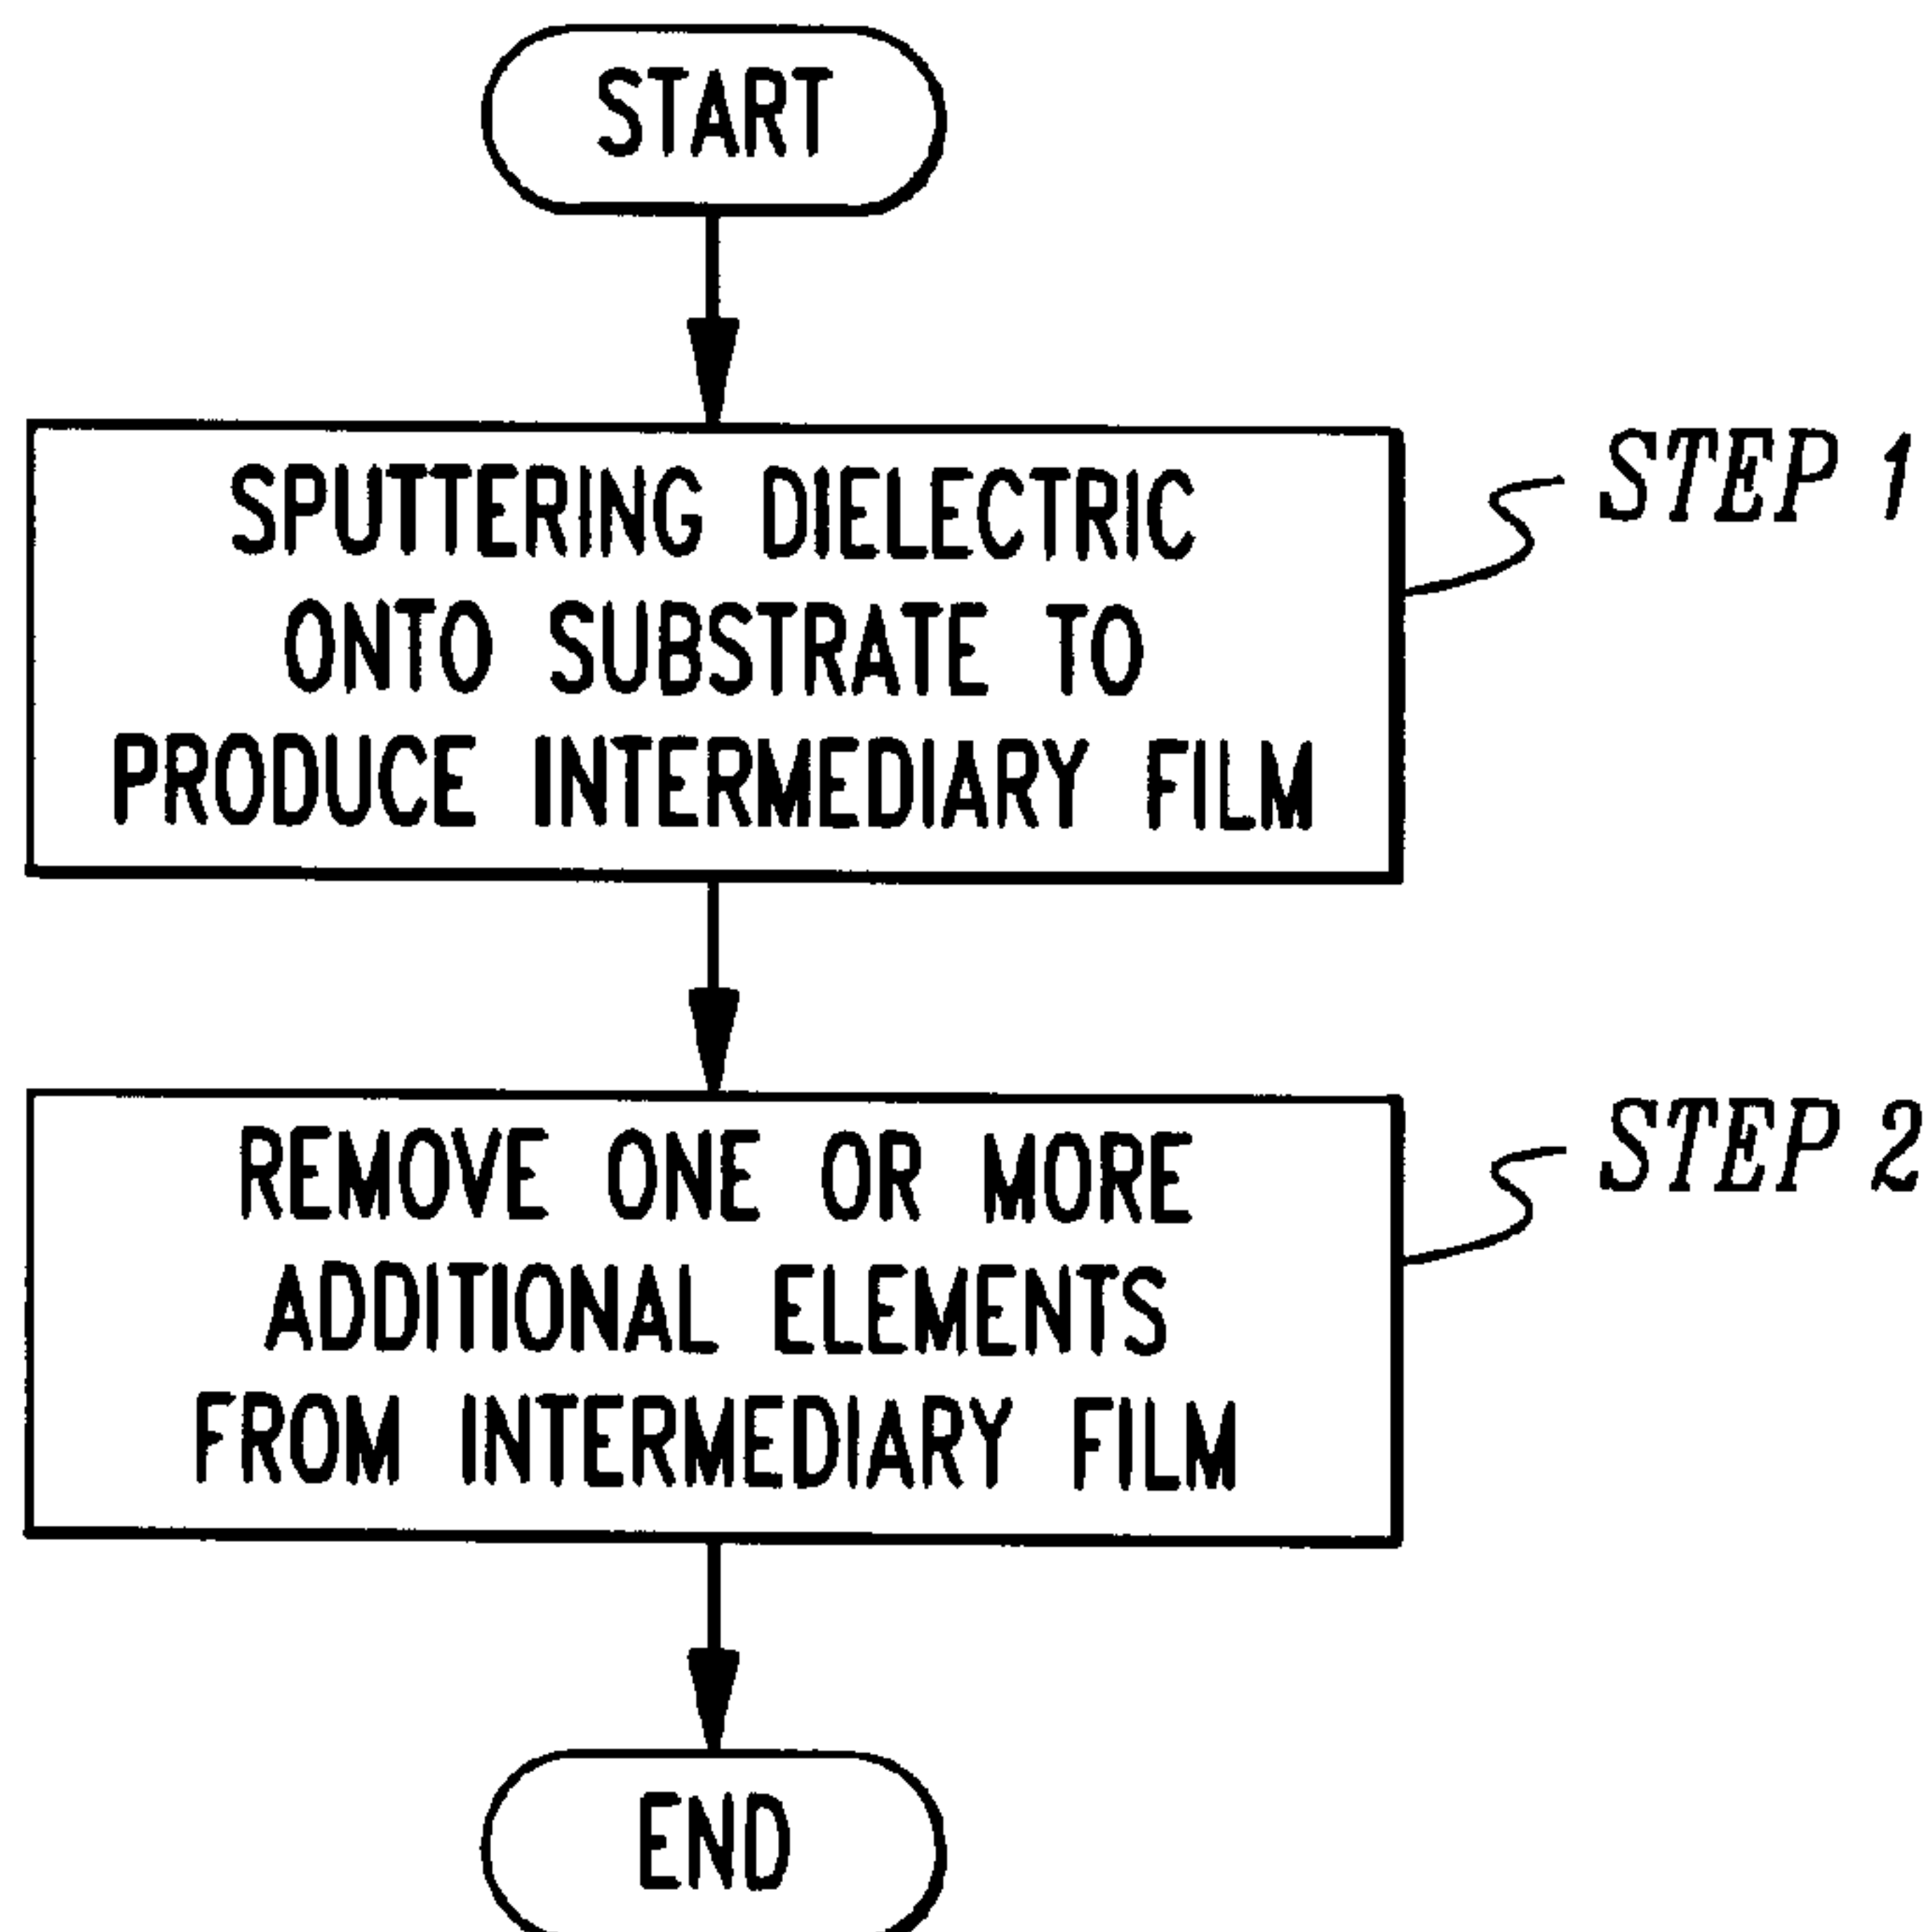 START
SPUTTERING DIELECTRIC
ONTO SUBSTRATE TO
PRODUCE INTERMEDIARY FILM
STEP 1
REMOVE ONE OR MORE
ADDITIONAL ELEMENTS
FROM INTERMEDIARY FILM
STEP 2
END